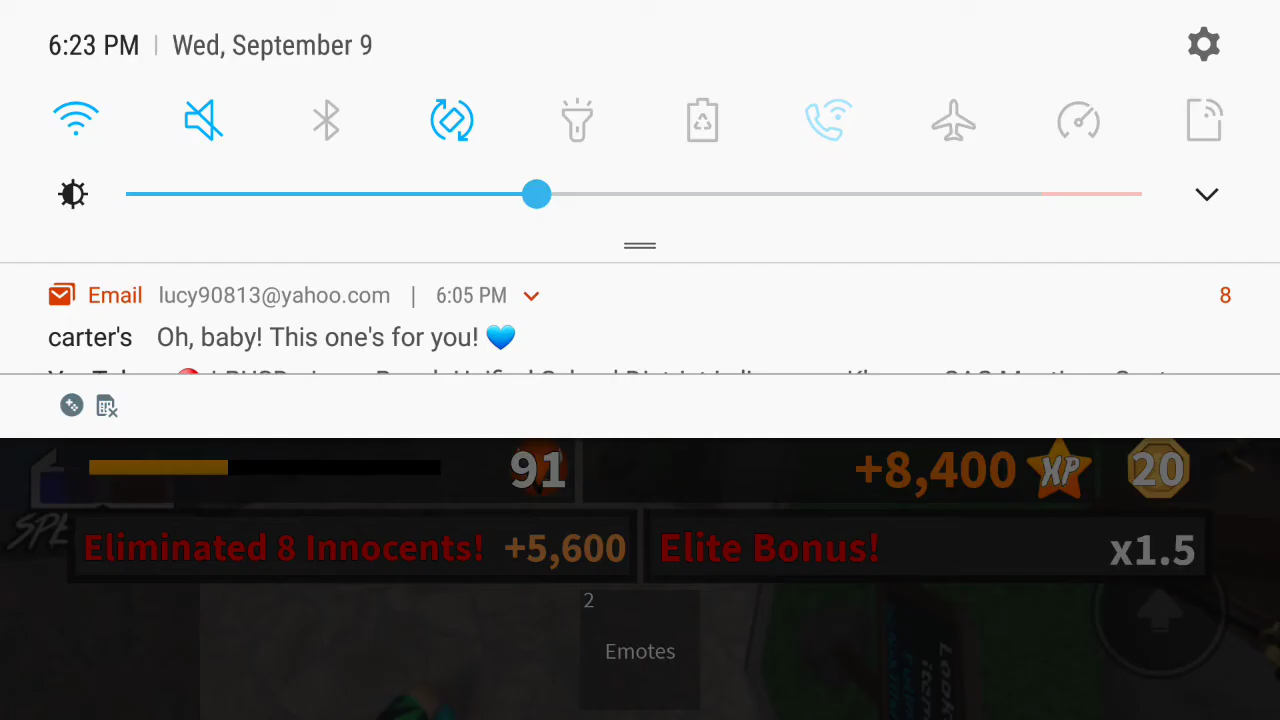 6:23 PM | Wed, September 9
Email lucy90813@yahoo.com | 6:05 PM 8
carter's Oh, baby! This one's for you! 💙
91 +8,400 XP 20
Eliminated 8 Innocents! +5,600 Elite Bonus! x1.5
2
Emotes